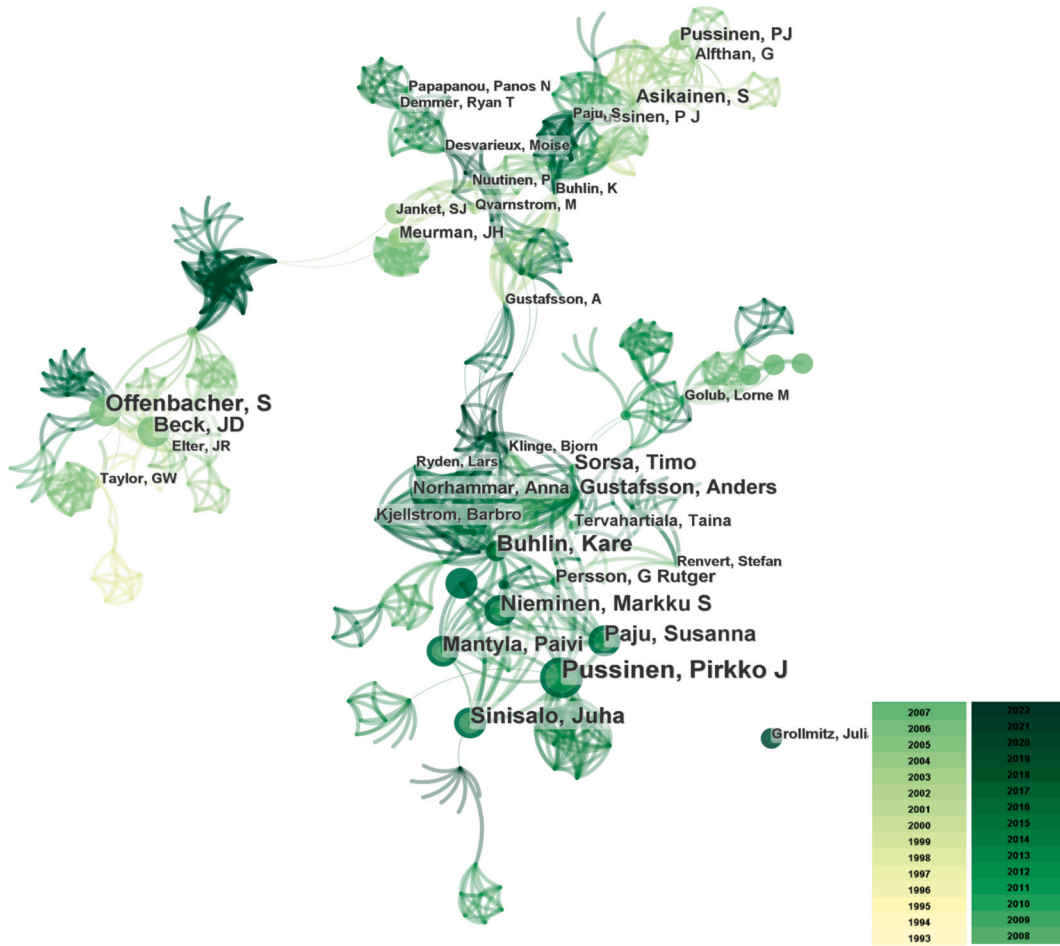 Pussinen, PJ
Alfthan, G
Papapanou, Panos N
Demmer, Ryan T
Asikainen, S
Paju, S
ussinen, P J
Desvarieux, Moise
Nuutinen, P
Buhlin, K
Janket, SJ
Qvarnstrom, M
Meurman, JH
Gustafsson, A
Golub, Lorne M
Offenbacher, S
Beck, JD
Elter, JR
Klinge, Bjorn
Ryden, Lars
Sorsa, Timo
Taylor, GW
Norhammar, Anna
Gustafsson, Anders
Kjellstrom, Barbro
Tervahartiala, Taina
Buhlin, Kare
Renvert, Stefan
Persson, G Rutger
Nieminen, Markku S
Mantyla, Paivi
Paju, Susanna
Pussinen, Pirkko J
Sinisalo, Juha
Grollmitz, Juli
2007
2006
2005
2004
2003
2002
2001
2000
1999
1998
1997
1996
1995
1994
1993
2022
2021
2020
2019
2018
2017
2016
2015
2014
2013
2012
2011
2010
2009
2008